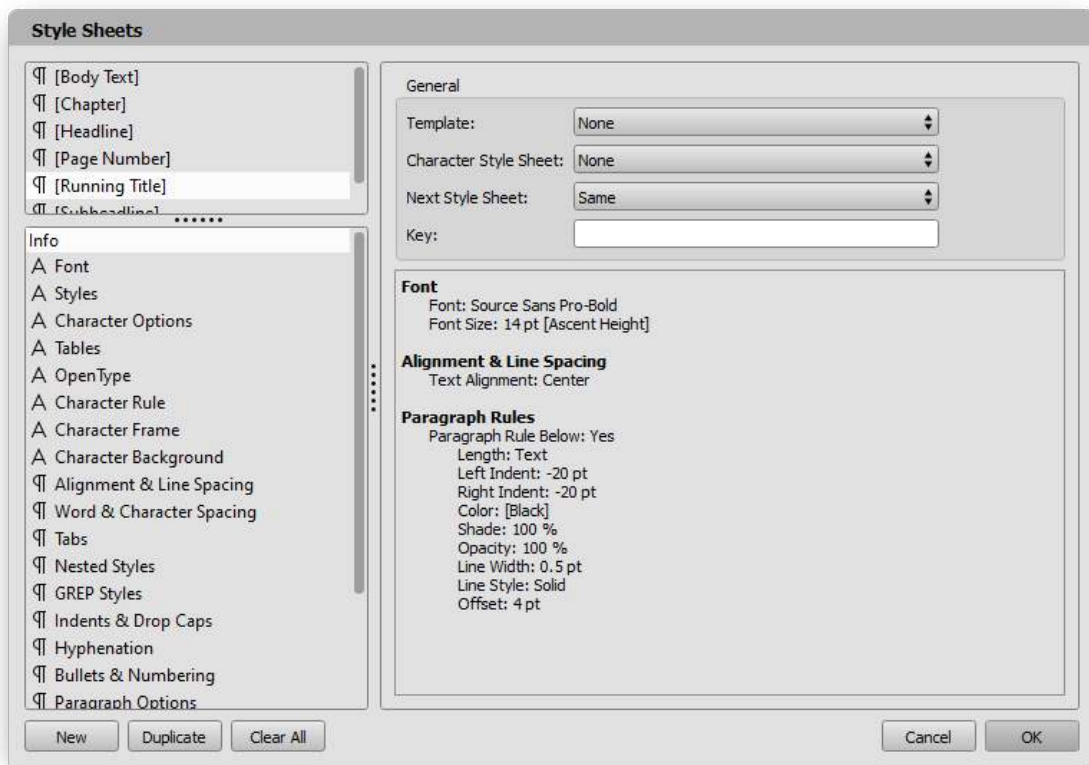 Style Sheets
[Body Text]
[Chapter]
[Headline]
[Page Number]
[Running Title]
[Subheadline]
Info
A Font
A Styles
A Character Options
A Tables
A OpenType
A Character Rule
A Character Frame
A Character Background
¶ Alignment & Line Spacing
¶ Word & Character Spacing
¶ Tabs
¶ Nested Styles
¶ GREP Styles
¶ Indents & Drop Caps
¶ Hyphenation
¶ Bullets & Numbering
¶ Paragraph Options
New Duplicate Clear All
General
Template: None
Character Style Sheet: None
Next Style Sheet: Same
Key:
Font
Font: Source Sans Pro-Bold
Font Size: 14 pt [Ascent Height]
Alignment & Line Spacing
Text Alignment: Center
Paragraph Rules
Paragraph Rule Below: Yes
Length: Text
Left Indent: -20 pt
Right Indent: -20 pt
Color: [Black]
Shade: 100 %
Opacity: 100 %
Line Width: 0.5 pt
Line Style: Solid
Offset: 4 pt
Cancel OK